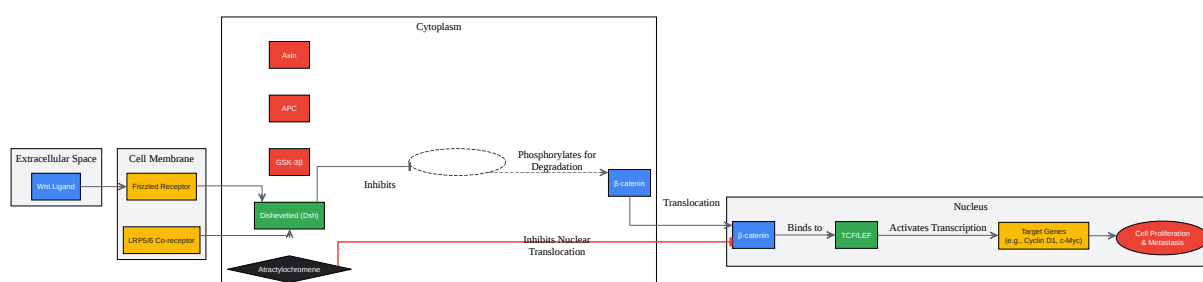 Cytoplasm
Axin
APC
GSK-3β
Extracellular Space
Wnt Ligand
Cell Membrane
Frizzled Receptor
LRP5/6 Co-receptor
Dishevelled (Dsh)
Inhibits
Phosphorylates for
Degradation
β-catenin
Translocation
Atractylochromene
Inhibits Nuclear
Translocation
Nucleus
β-catenin
Binds to
TCF/LEF
Activates Transcription
Target Genes
(e.g., Cyclin D1, c-Myc)
Cell Proliferation
& Metastasis